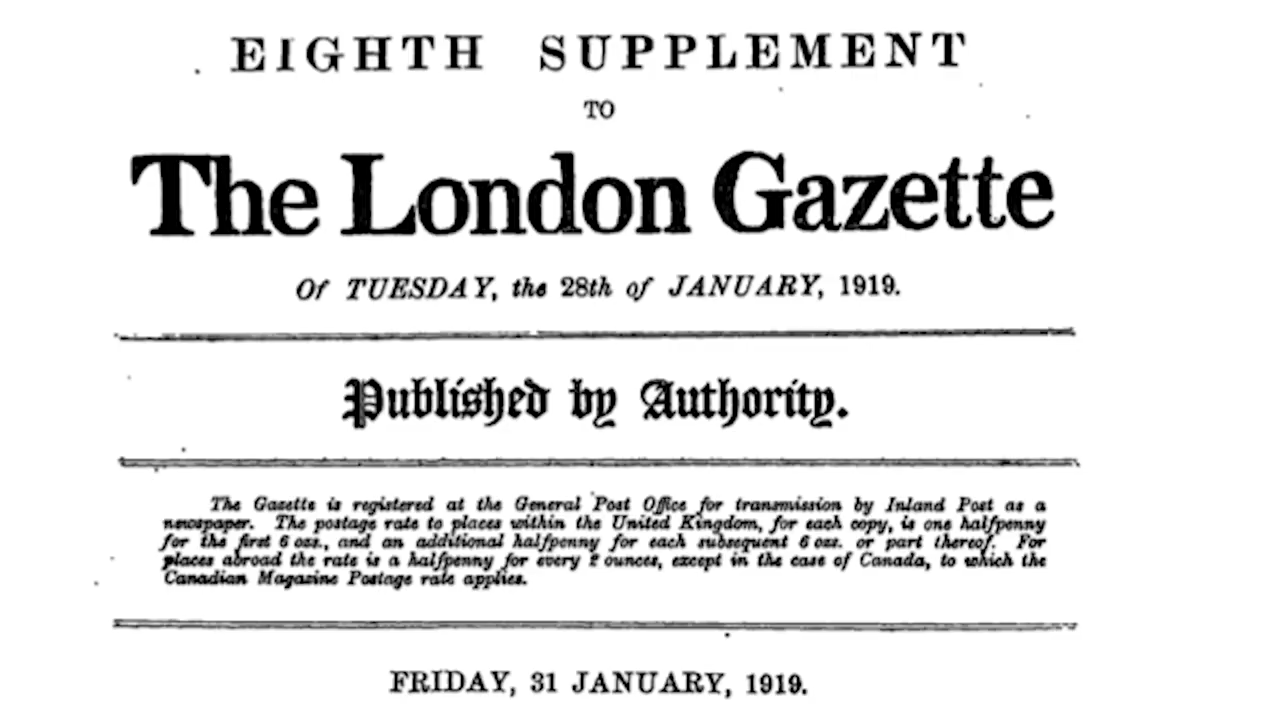 EIGHTH SUPPLEMENT
TO
The London Gazette
Of TUESDAY, the 28th of JANUARY, 1919.
Published by Authority.
The Gazette is registered at the General Post Office for transmission by Inland Post as a
newspaper. The postage rate to places within the United Kingdom, for each copy, is one halfpenny
for the first 6 ozs., and an additional halfpenny for each subsequent 6 ozs. or part thereof. For
places abroad the rate is a halfpenny for every 2 ounces, except in the case of Canada, to which the
Canadian Magazine Postage rate applies.
FRIDAY, 31 JANUARY, 1919.